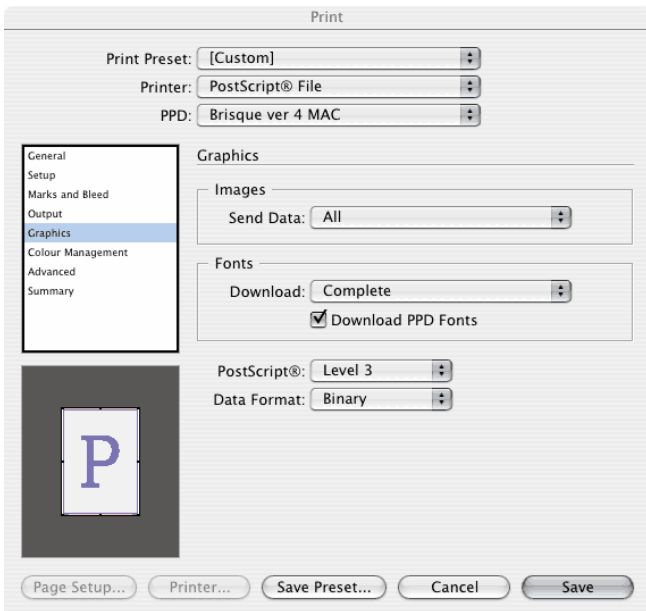 Print
Print Preset: [Custom]
Printer: PostScript® File
PPD: Brisque ver 4 MAC
General
Setup
Marks and Bleed
Output
Graphics
Colour Management
Advanced
Summary
Graphics
Images
Send Data: All
Fonts
Download: Complete
Download PPD Fonts
PostScript®: Level 3
Data Format: Binary
P
Page Setup... Printer... Save Preset... Cancel Save